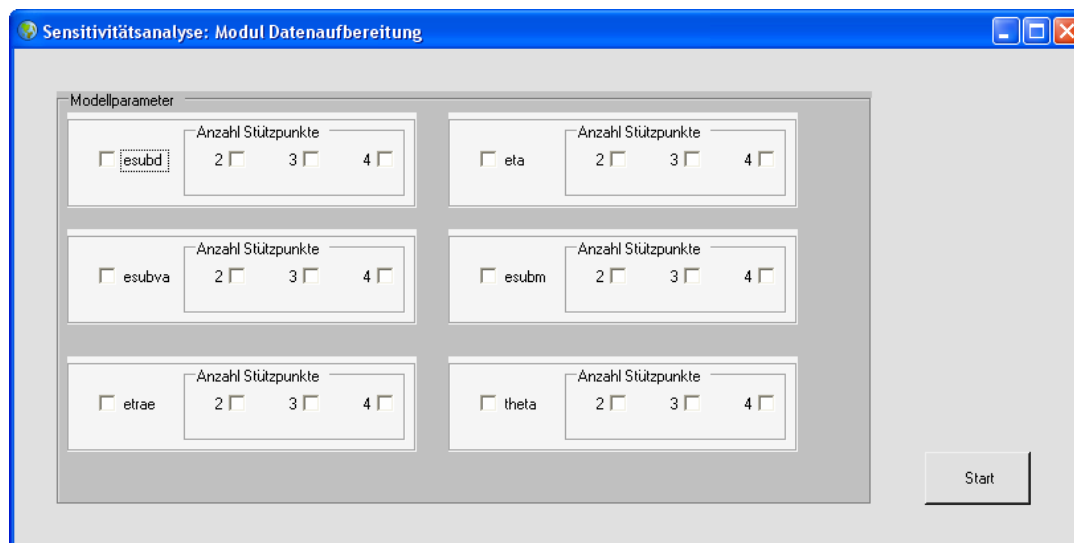 Sensitivitätsanalyse: Modul Datenaufbereitung
Modellparameter
Anzahl Stützpunkte
esubd 2 3 4
Anzahl Stützpunkte
eta 2 3 4
Anzahl Stützpunkte
esubva 2 3 4
Anzahl Stützpunkte
esubm 2 3 4
Anzahl Stützpunkte
etrae 2 3 4
Anzahl Stützpunkte
theta 2 3 4
Start